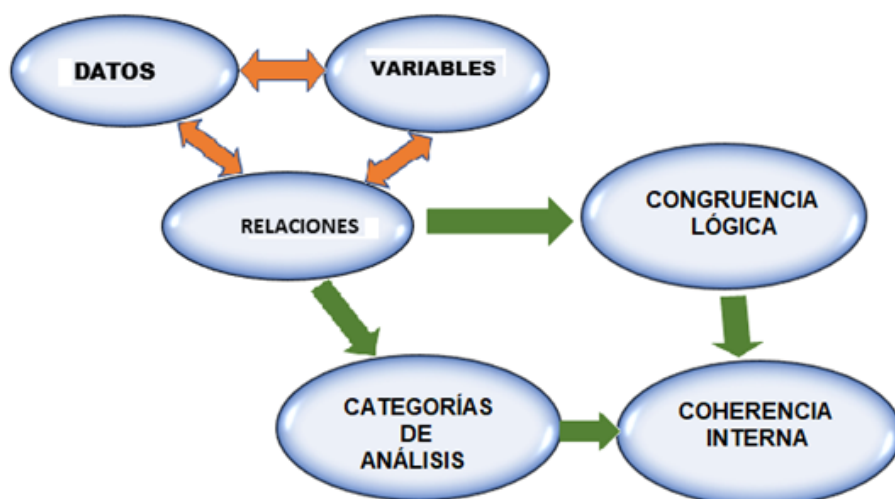 DATOS
VARIABLES
RELACIONES
CONGRUENCIA
LÓGICA
CATEGORÍAS
DE
ANÁLISIS
COHERENCIA
INTERNA